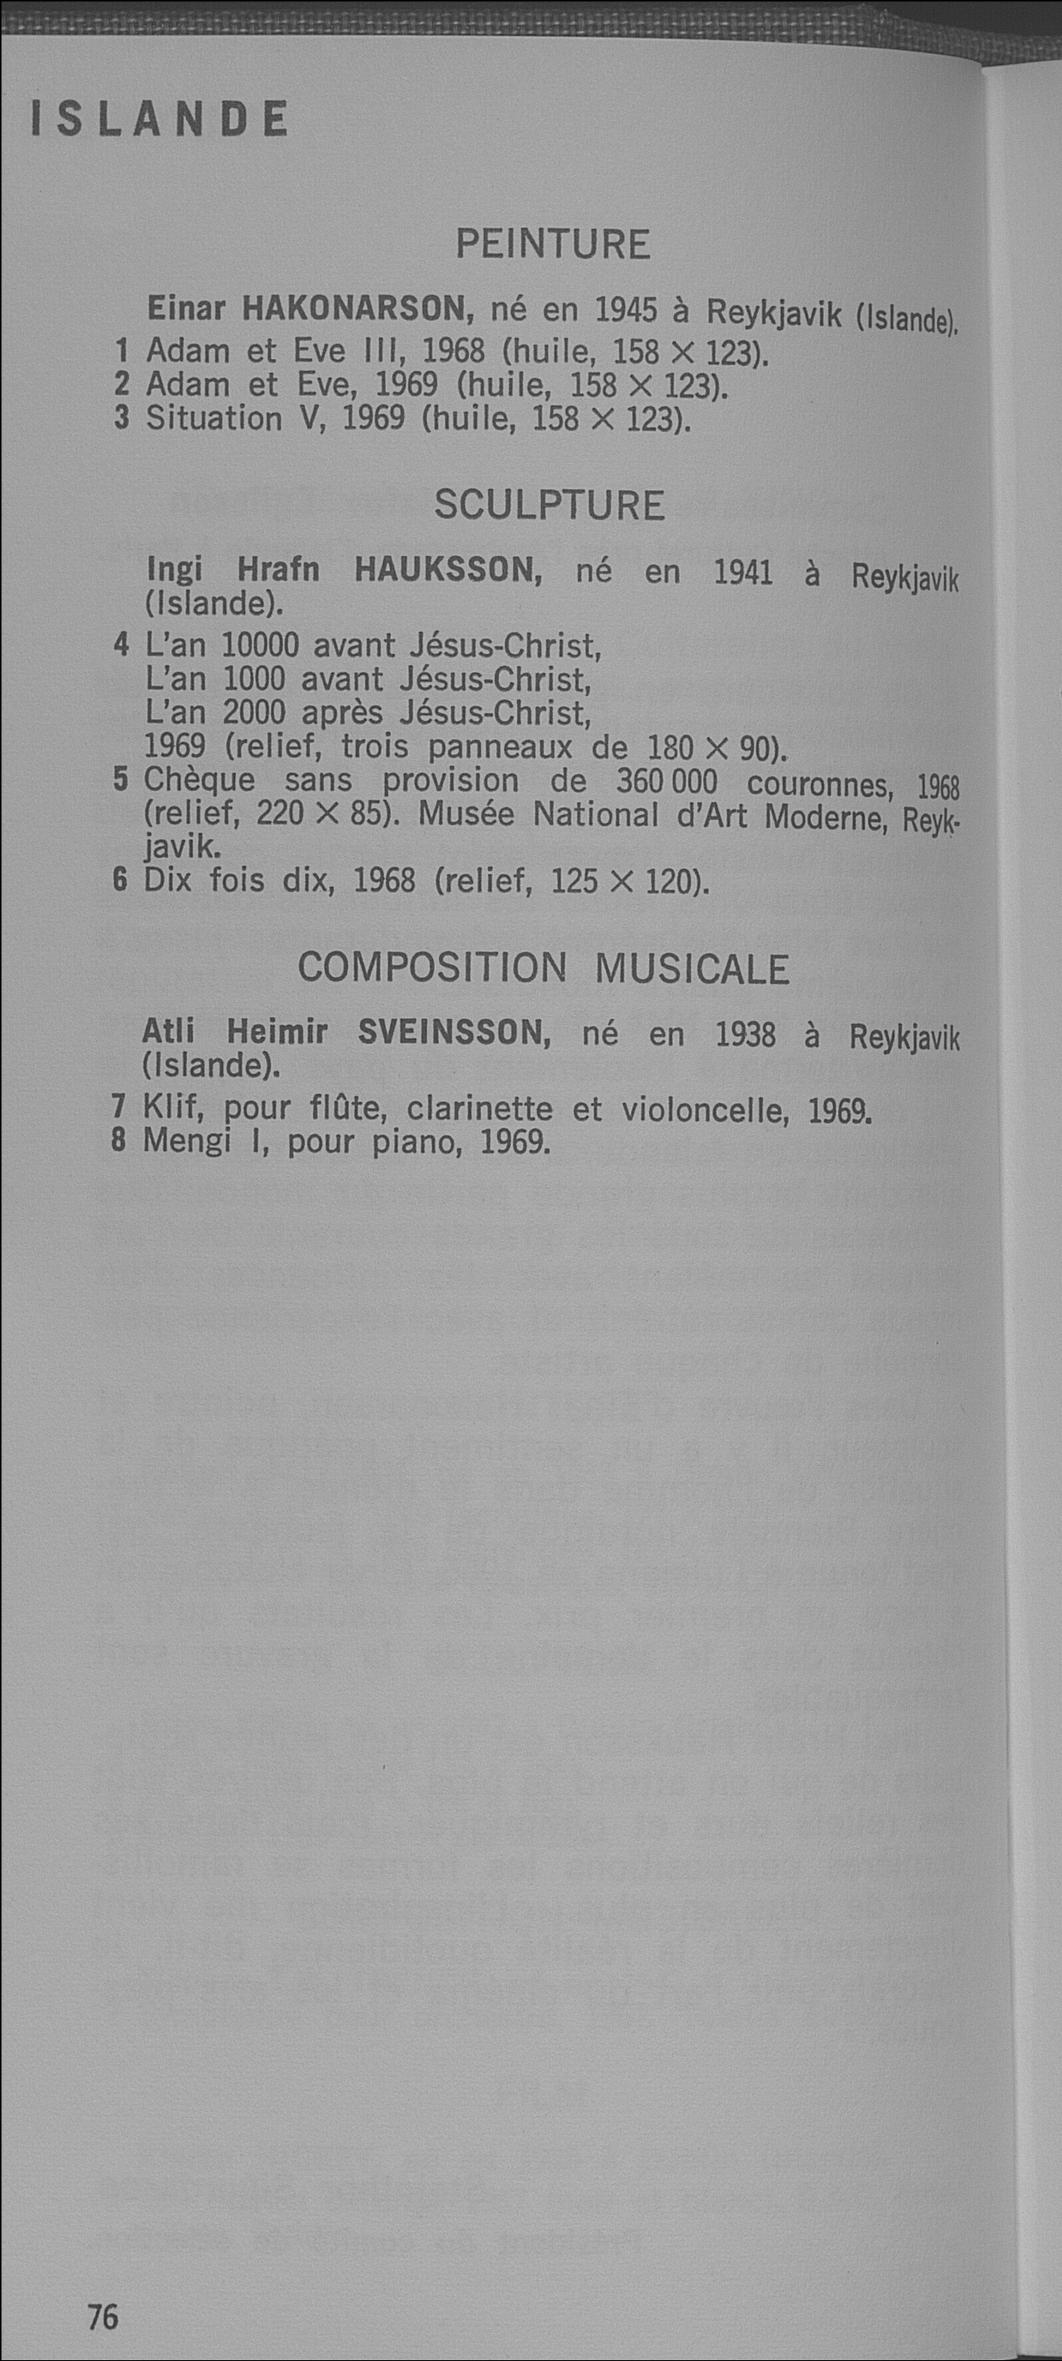 ISLANDE
PEINTURE
Einar HAKONARSON, né en 1945 à Reykjavik (Islande).
1 Adam et Eve III, 1968 (huile, 158 × 123).
2 Adam et Eve, 1969 (huile, 158 × 123).
3 Situation V, 1969 (huile, 158 × 123).
SCULPTURE
Ingi Hrafn HAUKSSON, né en 1941 à Reykjavik
(Islande).
4 L'an 10000 avant Jésus-Christ,
L'an 1000 avant Jésus-Christ,
L'an 2000 après Jésus-Christ,
1969 (relief, trois panneaux de 180 × 90).
5 Chèque sans provision de 360 000 couronnes, 1968
(relief, 220 × 85). Musée National d'Art Moderne, Reyk-
javik.
6 Dix fois dix, 1968 (relief, 125 × 120).
COMPOSITION MUSICALE
Atli Heimir SVEINSSON, né en 1938 à Reykjavik
(Islande).
7 Klif, pour flûte, clarinette et violoncelle, 1969.
8 Mengi I, pour piano, 1969.
76